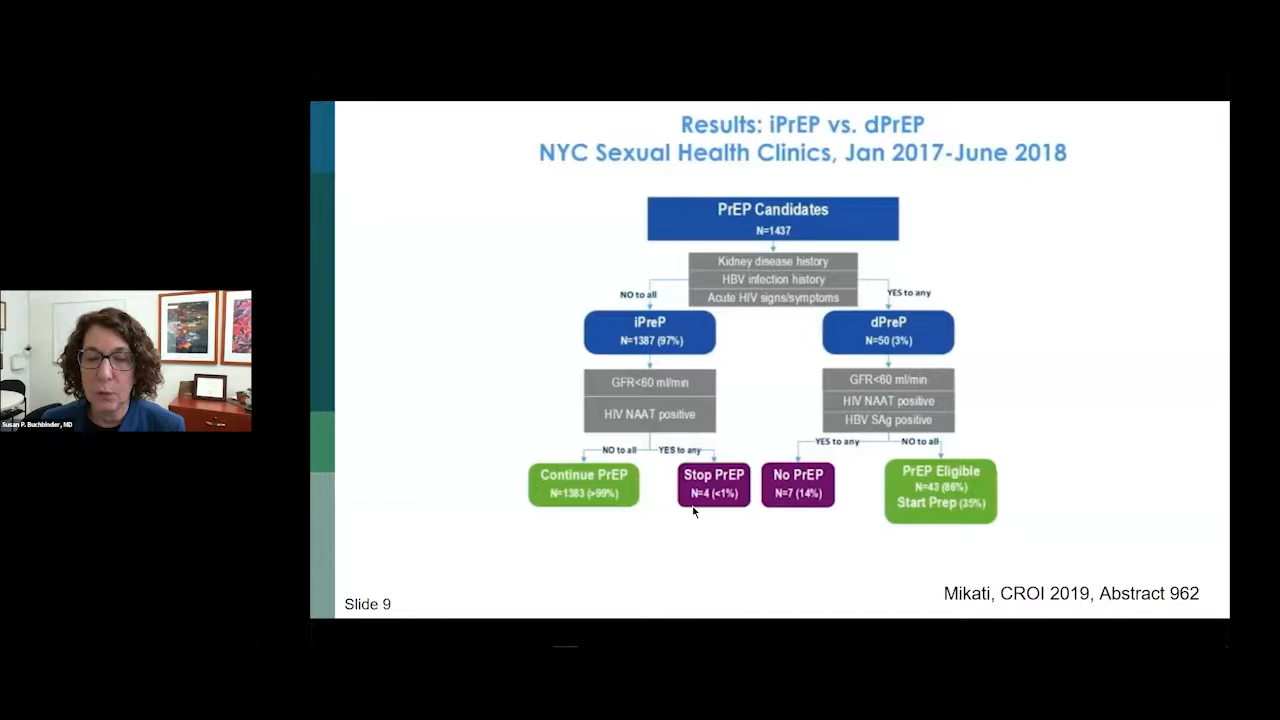 Results: iPrEP vs. dPrEP
NYC Sexual Health Clinics, Jan 2017-June 2018
PrEP Candidates
N=1437
Kidney disease history
HBV infection history
Acute HIV signs/symptoms
NO to all
YES to any
iPreP
N=1387 (97%)
dPreP
N=50 (3%)
GFR<60 ml/min
HIV NAAT positive
GFR<60 ml/min
HIV NAAT positive
HBV SAg positive
NO to all
YES to any
YES to any
NO to all
Continue PrEP
N=1383 (>99%)
Stop PrEP
N=4 (<1%)
No PrEP
N=7 (14%)
PrEP Eligible
N=43 (86%)
Start Prep (35%)
Mikati, CROI 2019, Abstract 962
Slide 9
Susan P. Buchbinder, MD